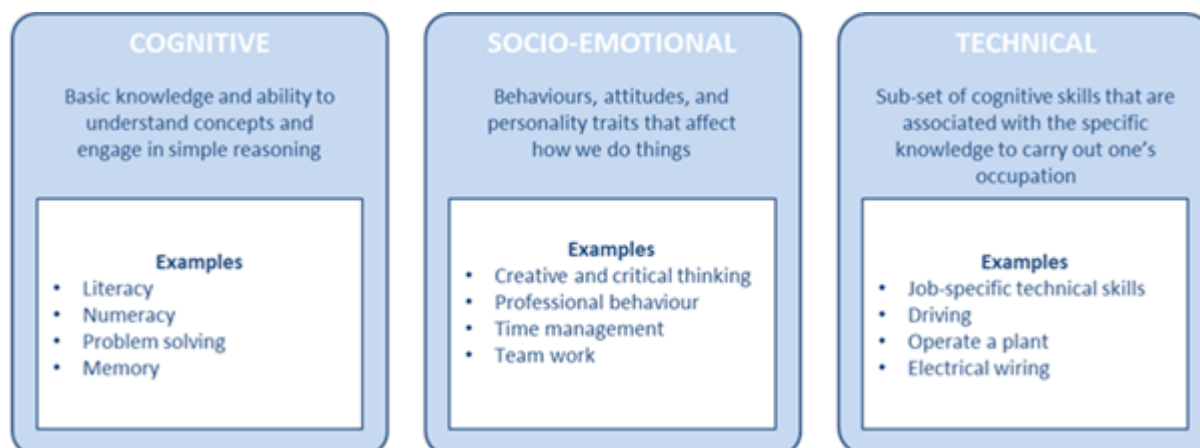 COGNITIVE
Basic knowledge and ability to
understand concepts and
engage in simple reasoning
Examples
• Literacy
• Numeracy
• Problem solving
• Memory
SOCIO-EMOTIONAL
Behaviours, attitudes, and
personality traits that affect
how we do things
Examples
• Creative and critical thinking
• Professional behaviour
• Time management
• Team work
TECHNICAL
Sub-set of cognitive skills that are
associated with the specific
knowledge to carry out one's
occupation
Examples
• Job-specific technical skills
• Driving
• Operate a plant
• Electrical wiring